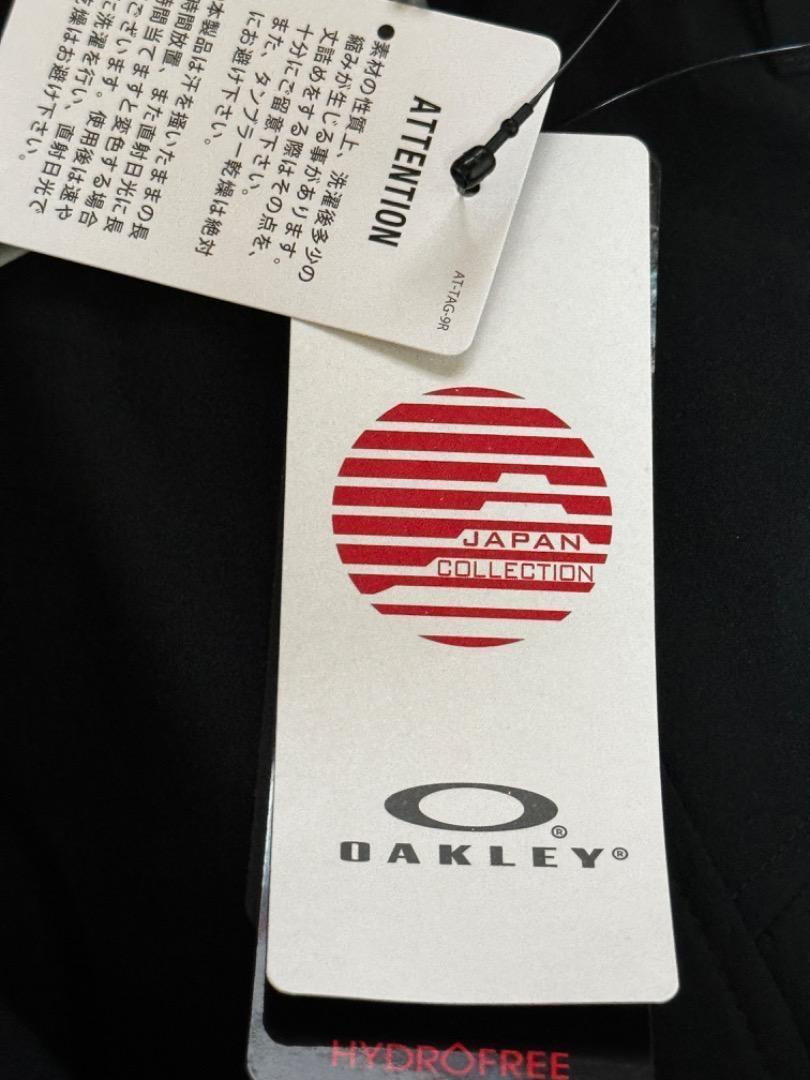 ATTENTION
●素材の性質上、洗濯後多少の
縮みが生じる事があります。
丈詰めをする際はその点を、
十分にご留意下さい。
また、タンブラー乾燥は絶対
にお避け下さい。
本製品は汗を掻いたままの長
時間放置、また直射日光に長
時間当てますと変色する場合
ございます。使用後は速や
に洗濯を行い、直射日光で
乾燥はお避け下さい。
AT-TAG-9R
JAPAN
COLLECTION
OAKLEY®
HYDROFREE